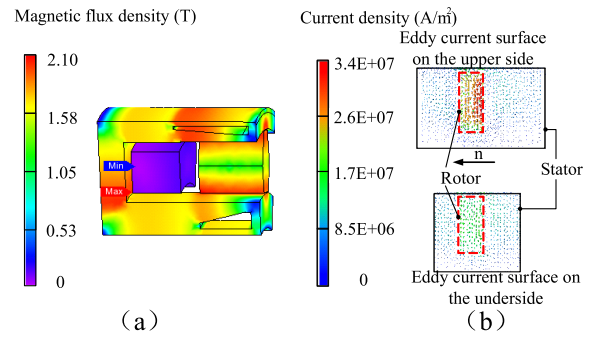 Magnetic flux density (T)
2.10
1.58
1.05
0.53
0
Min
Max
(a)
Current density (A/m²)
3.4E+07
2.6E+07
1.7E+07
8.5E+06
0
Eddy current surface
on the upper side
n
Rotor
Stator
Eddy current surface on
the underside
(b)